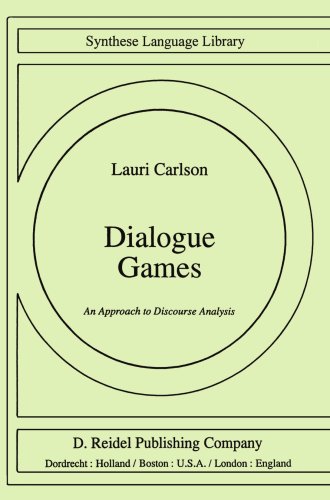 Synthese Language Library
Lauri Carlson
Dialogue
Games
An Approach to Discourse Analysis
D. Reidel Publishing Company
Dordrecht : Holland / Boston : U.S.A. / London : England